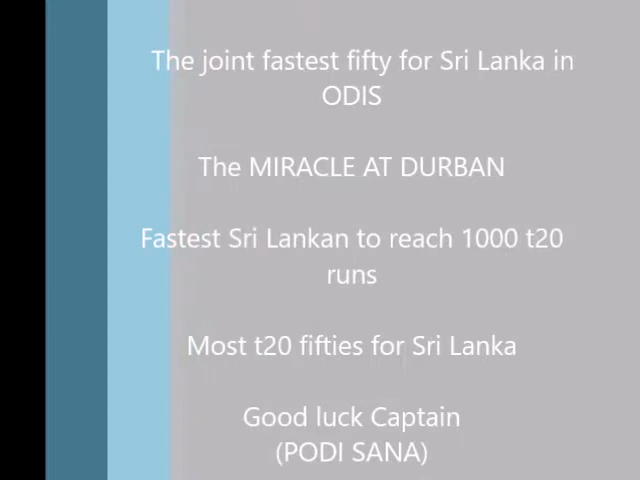 The joint fastest fifty for Sri Lanka in
ODIS
The MIRACLE AT DURBAN
Fastest Sri Lankan to reach 1000 t20
runs
Most t20 fifties for Sri Lanka
Good luck Captain
(PODI SANA)